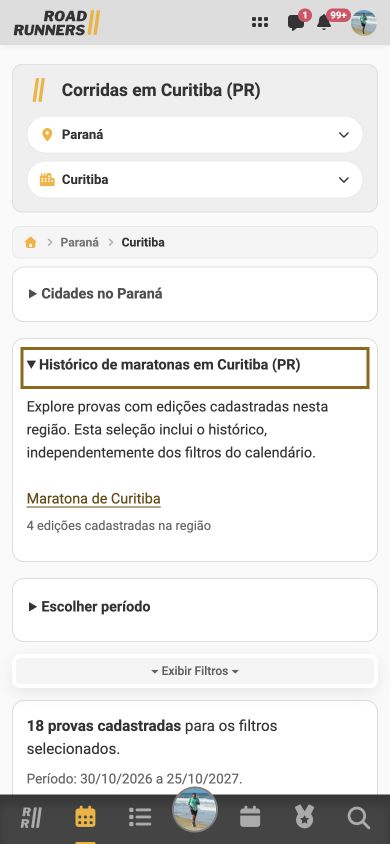 ROAD
RUNNERS
1
99+
Corridas em Curitiba (PR)
Paraná
Curitiba
Paraná > Curitiba
Cidades no Paraná
Histórico de maratonas em Curitiba (PR)
Explore provas com edições cadastradas nesta
região. Esta seleção inclui o histórico,
independentemente dos filtros do calendário.
Maratona de Curitiba
4 edições cadastradas na região
Escolher período
Exibir Filtros
18 provas cadastradas para os filtros
selecionados.
Período: 30/10/2026 a 25/10/2027.
RR